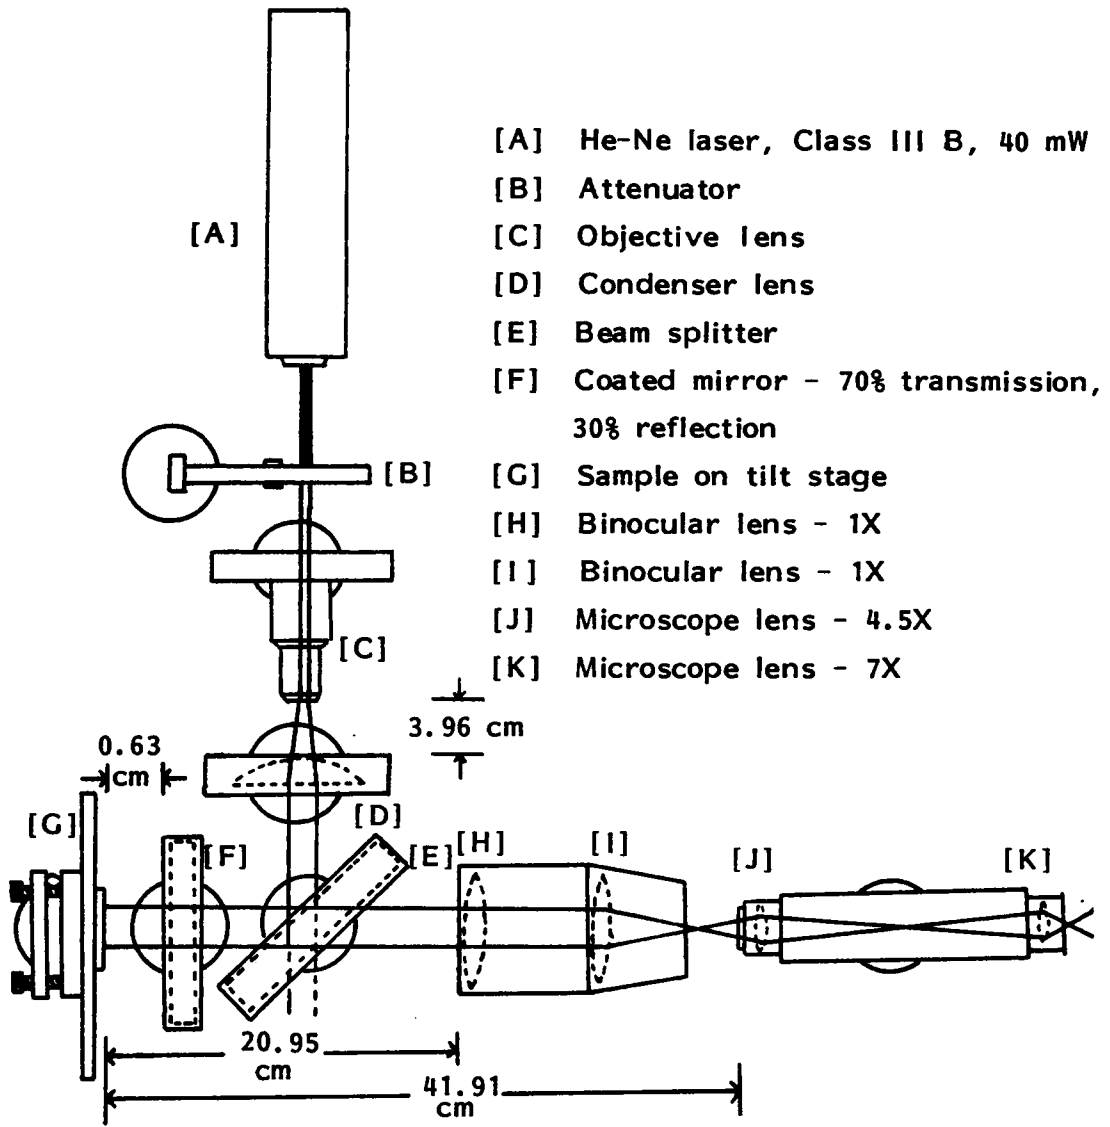 [A] He-Ne laser, Class III B, 40 mW
[B] Attenuator
[C] Objective lens
[D] Condenser lens
[E] Beam splitter
[F] Coated mirror - 70% transmission,
30% reflection
[G] Sample on tilt stage
[H] Binocular lens - 1X
[I] Binocular lens - 1X
[J] Microscope lens - 4.5X
[K] Microscope lens - 7X
[A]
[B]
[C]
3.96 cm
0.63
cm
[G]
[D]
[F]
[E]
[H]
[I]
[J]
[K]
20.95
cm
41.91
cm